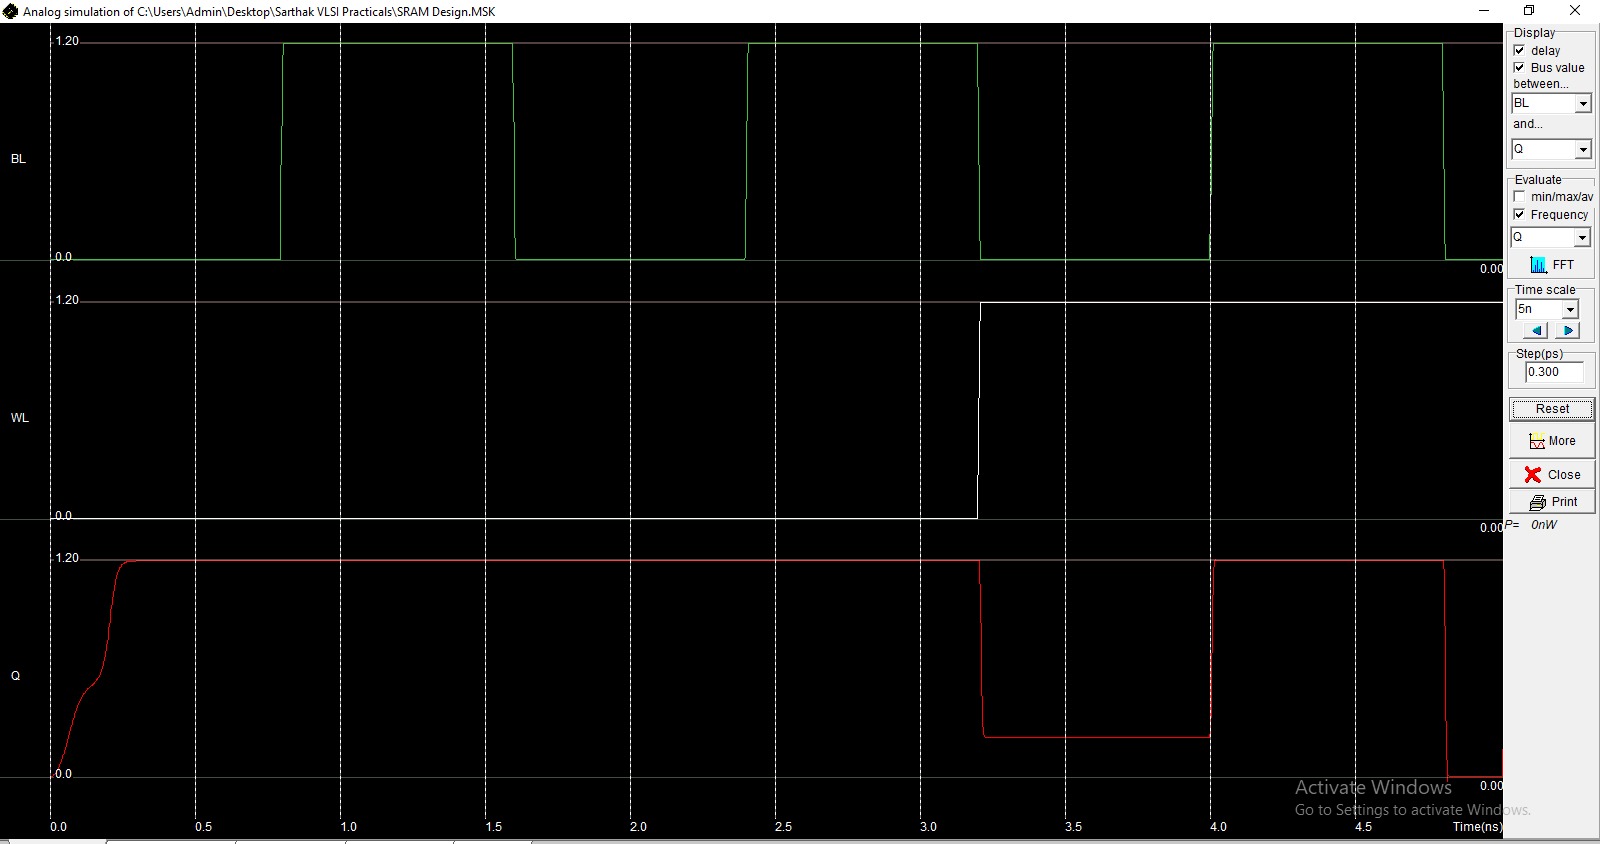 Analog simulation of C:\Users\Admin\Desktop\Sarthak VLSI Practicals\SRAM Design.MSK
1.20
BL
0.0
0.00
1.20
WL
0.0
0.00
1.20
Q
0.0
0.00
0.0 0.5 1.0 1.5 2.0 2.5 3.0 3.5 4.0 4.5 Time(ns)
Display
delay
Bus value
between...
BL
and...
Q
Evaluate
min/max/av
Frequency
Q
FFT
Time scale
5n
Step(ps)
0.300
Reset
More
Close
Print
P= 0nW
Activate Windows
Go to Settings to activate Windows.